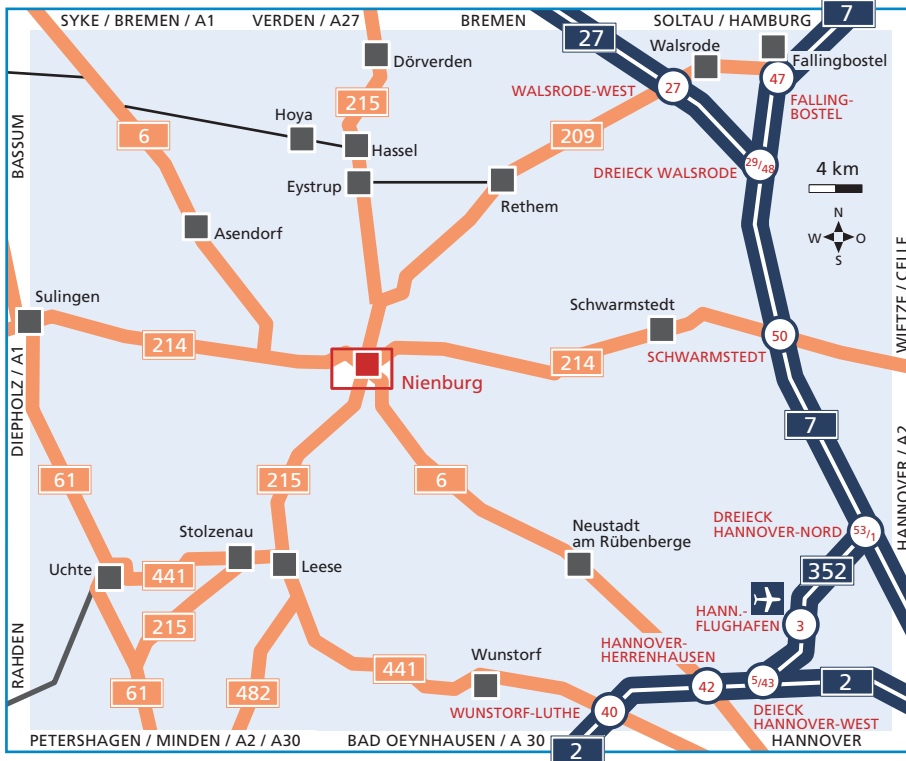 SYKE / BREMEN / A1
VERDEN / A27
BREMEN
SOLTAU / HAMBURG
7
27
Walsrode
Fallingbostel
Dörverden
WALSRODE-WEST
27
47
FALLING-
BOSTEL
215
6
Hoya
Hassel
209
BASSUM
DREIECK WALSRODE
29/48
4 km
Eystrup
Rethem
N
W
O
S
Asendorf
WIETZE / CELLE
Sulingen
Schwarmstedt
214
214
SCHWARMSTEDT
50
Nienburg
DIEPHOLZ / A1
7
61
215
6
HANNOVER / A2
DREIECK
HANNOVER-NORD
53/1
Stolzenau
Neustadt
am Rübenberge
Uchte
441
Leese
352
HANN.-
FLUGHAFEN
3
215
RAHDEN
HANNOVER-
HERRENHAUSEN
Wunstorf
61
482
441
42
5/43
2
WUNSTORF-LUTHE
40
DEIECK
HANNOVER-WEST
PETERSHAGEN / MINDEN / A2 / A30
BAD OEYNHAUSEN / A 30
2
HANNOVER